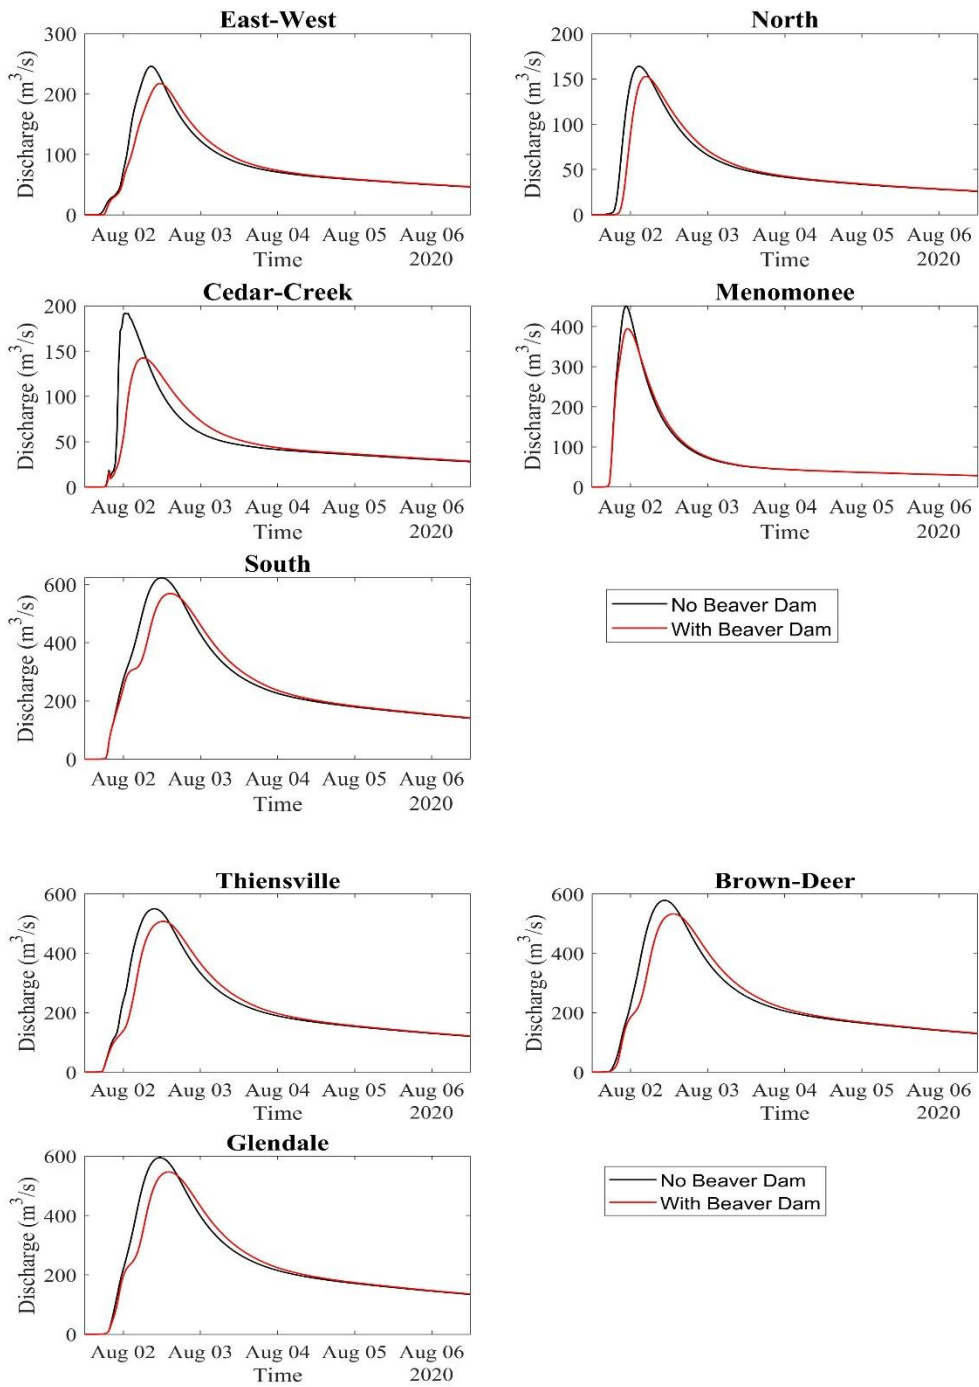 East-West
300
200
100
0
Discharge (m³/s)
Aug 02 Aug 03 Aug 04 Aug 05 Aug 06
Time 2020
North
200
150
100
50
0
Discharge (m³/s)
Aug 02 Aug 03 Aug 04 Aug 05 Aug 06
Time 2020
Cedar-Creek
200
150
100
50
0
Discharge (m³/s)
Aug 02 Aug 03 Aug 04 Aug 05 Aug 06
Time 2020
Menomonee
400
300
200
100
0
Discharge (m³/s)
Aug 02 Aug 03 Aug 04 Aug 05 Aug 06
Time 2020
South
600
400
200
0
Discharge (m³/s)
Aug 02 Aug 03 Aug 04 Aug 05 Aug 06
Time 2020
No Beaver Dam
With Beaver Dam
Thiensville
600
400
200
0
Discharge (m³/s)
Aug 02 Aug 03 Aug 04 Aug 05 Aug 06
Time 2020
Brown-Deer
600
400
200
0
Discharge (m³/s)
Aug 02 Aug 03 Aug 04 Aug 05 Aug 06
Time 2020
Glendale
600
400
200
0
Discharge (m³/s)
Aug 02 Aug 03 Aug 04 Aug 05 Aug 06
Time 2020
No Beaver Dam
With Beaver Dam